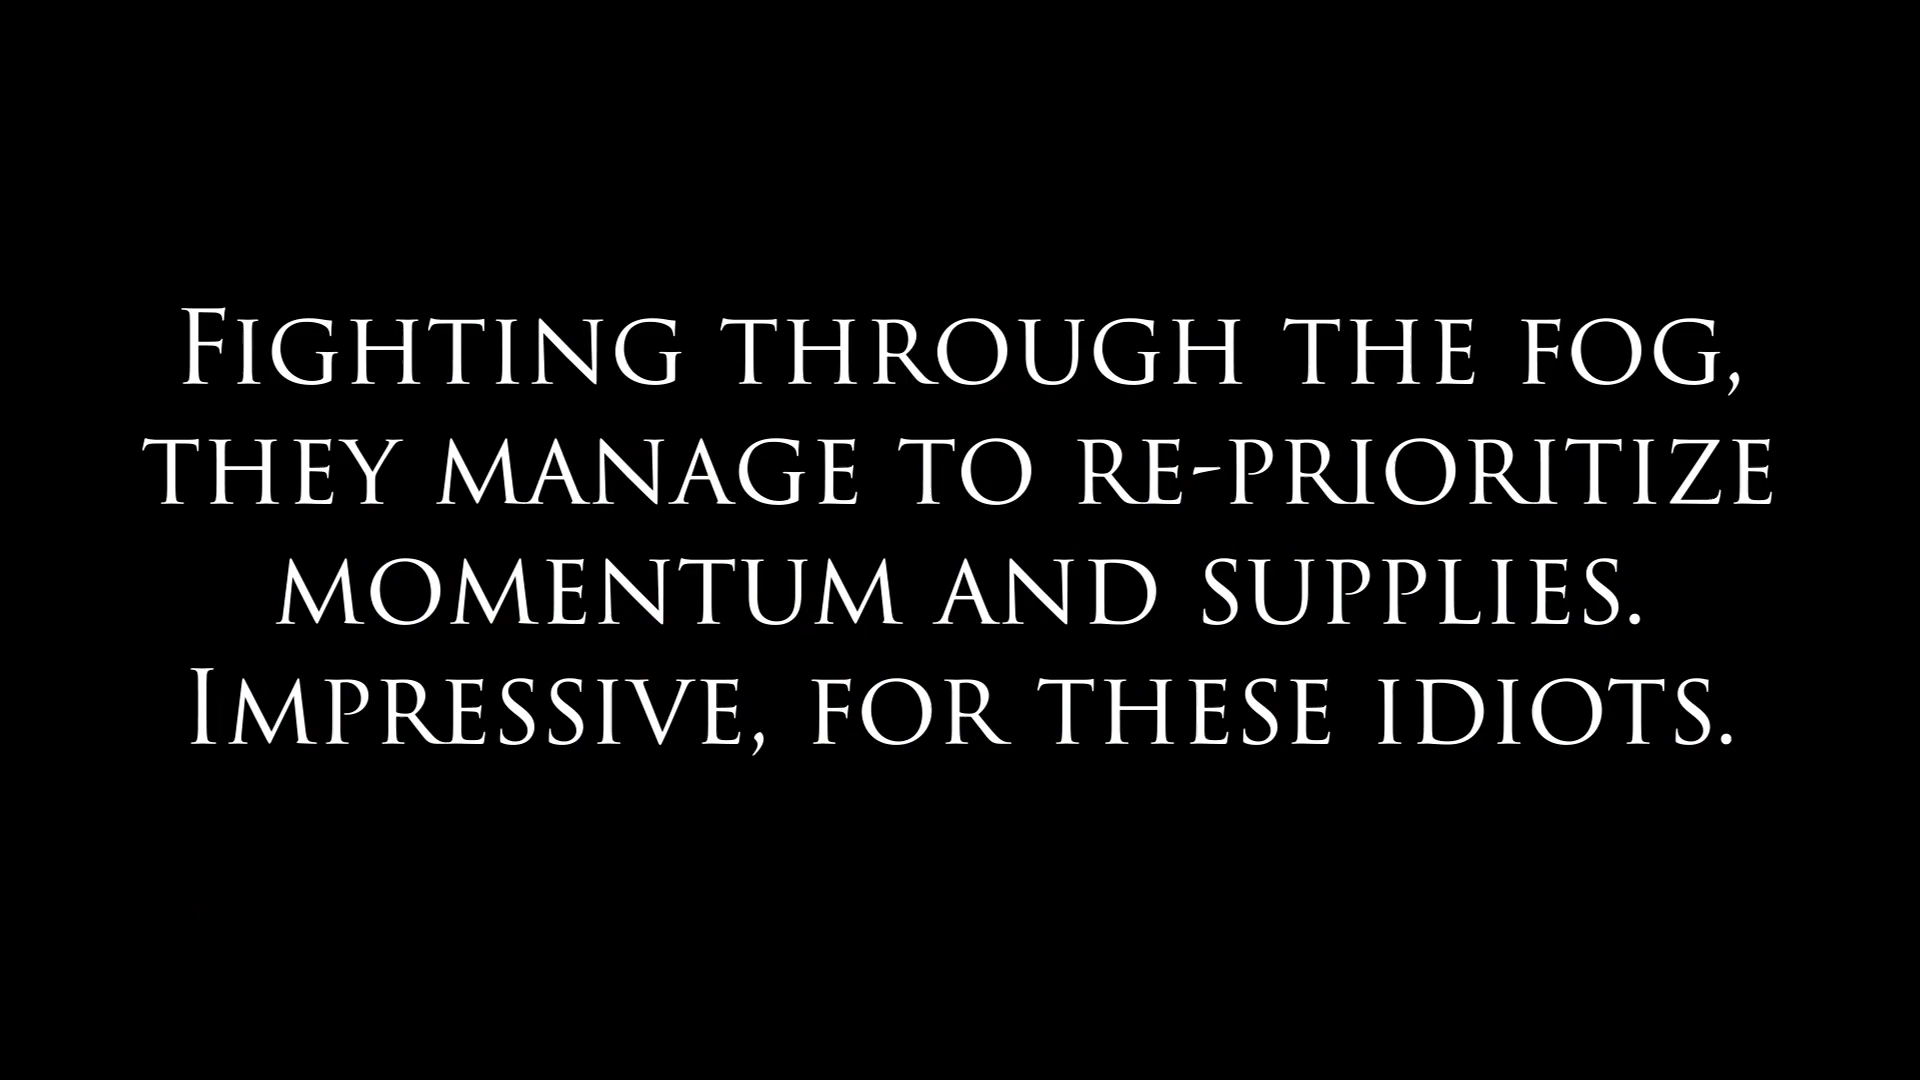 Fighting through the fog,
they manage to re-prioritize
momentum and supplies.
Impressive, for these idiots.